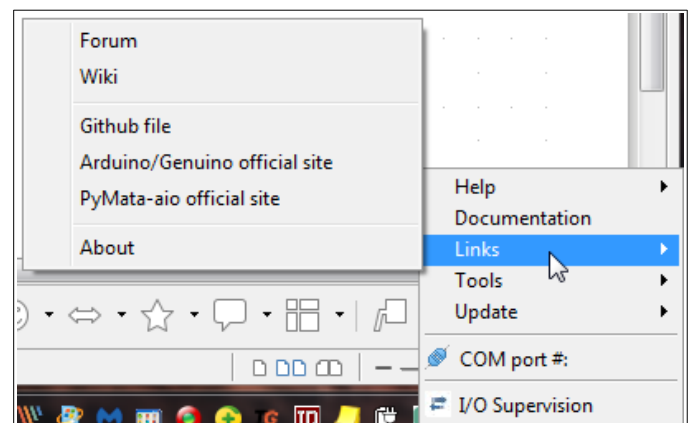 Forum
Wiki
Github file
Arduino/Genuino official site
PyMata-aio official site
About
Help
Documentation
Links
Tools
Update
COM port #:
I/O Supervision
TG